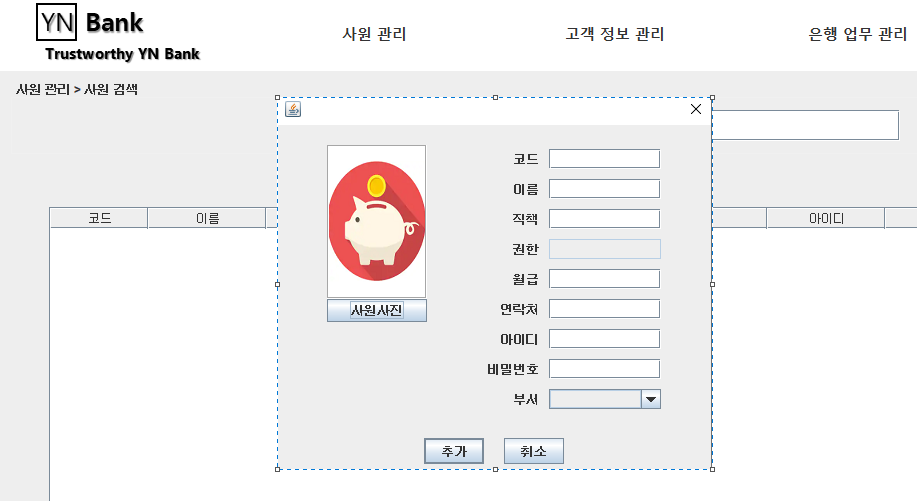 YN Bank
Trustworthy YN Bank
사원 관리
고객 정보 관리
은행 업무 관리
사원 관리 > 사원 검색
코드
이름
아이디
사원사진
코드
이름
직책
권한
월급
연락처
아이디
비밀번호
부서
추가
취소